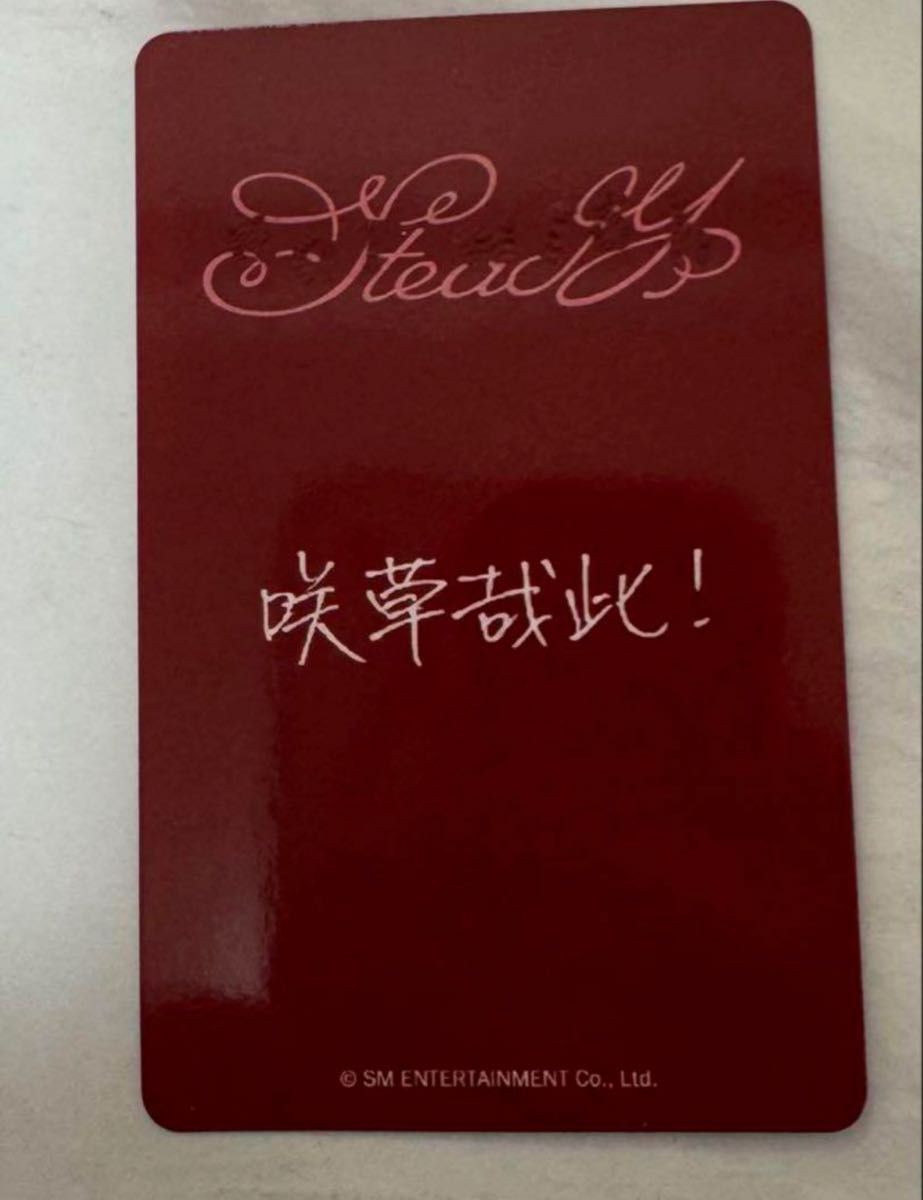 Steady
咲草哉此!
© SM ENTERTAINMENT Co., Ltd.